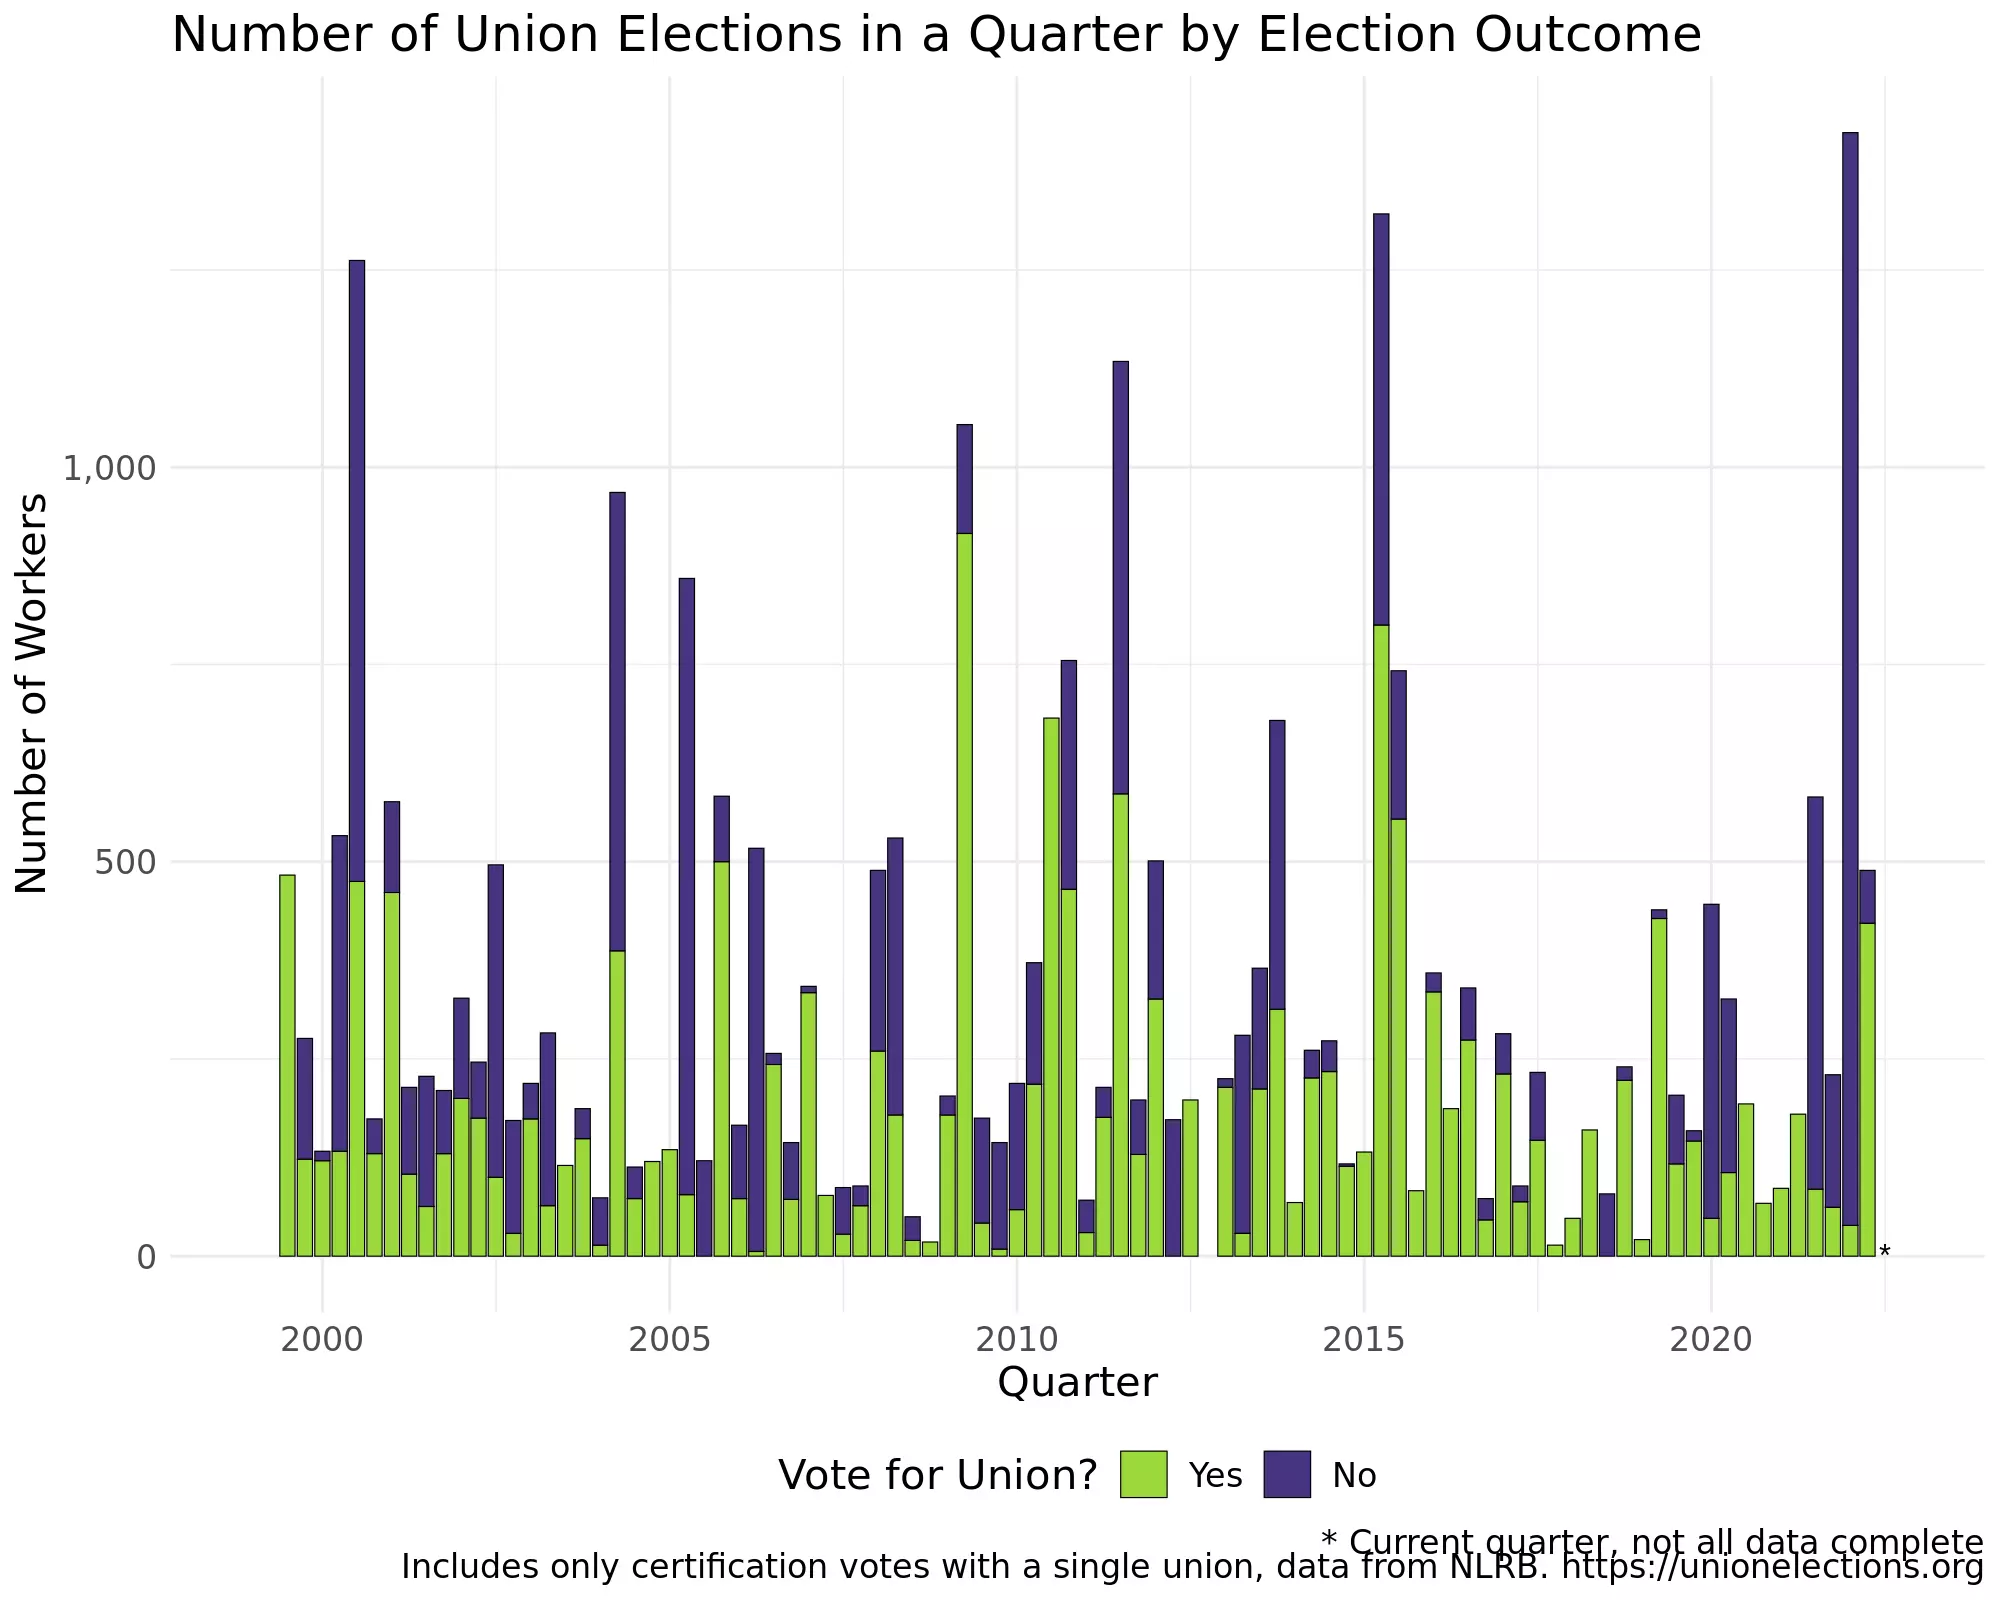 Number of Union Elections in a Quarter by Election Outcome
Number of Workers
1,000
500
0
*
2000 2005 2010 2015 2020
Quarter
Vote for Union? Yes No
* Current quarter, not all data complete
Includes only certification votes with a single union, data from NLRB. https://unionelections.org